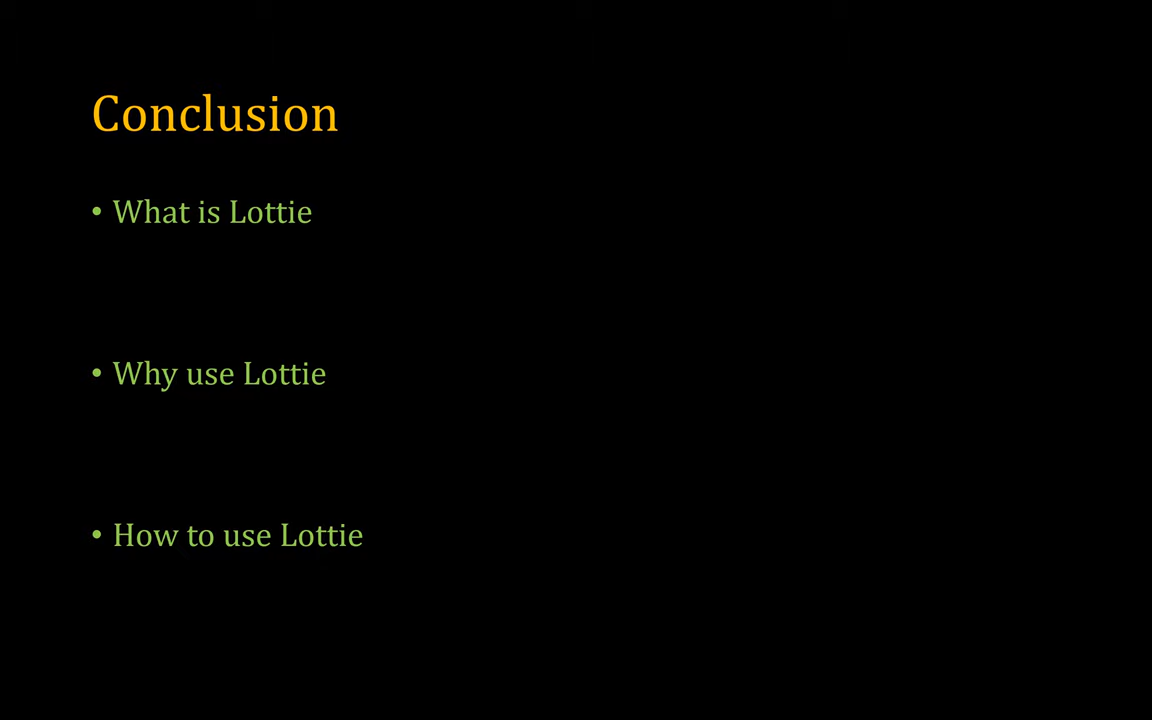 Conclusion
• What is Lottie
• Why use Lottie
• How to use Lottie